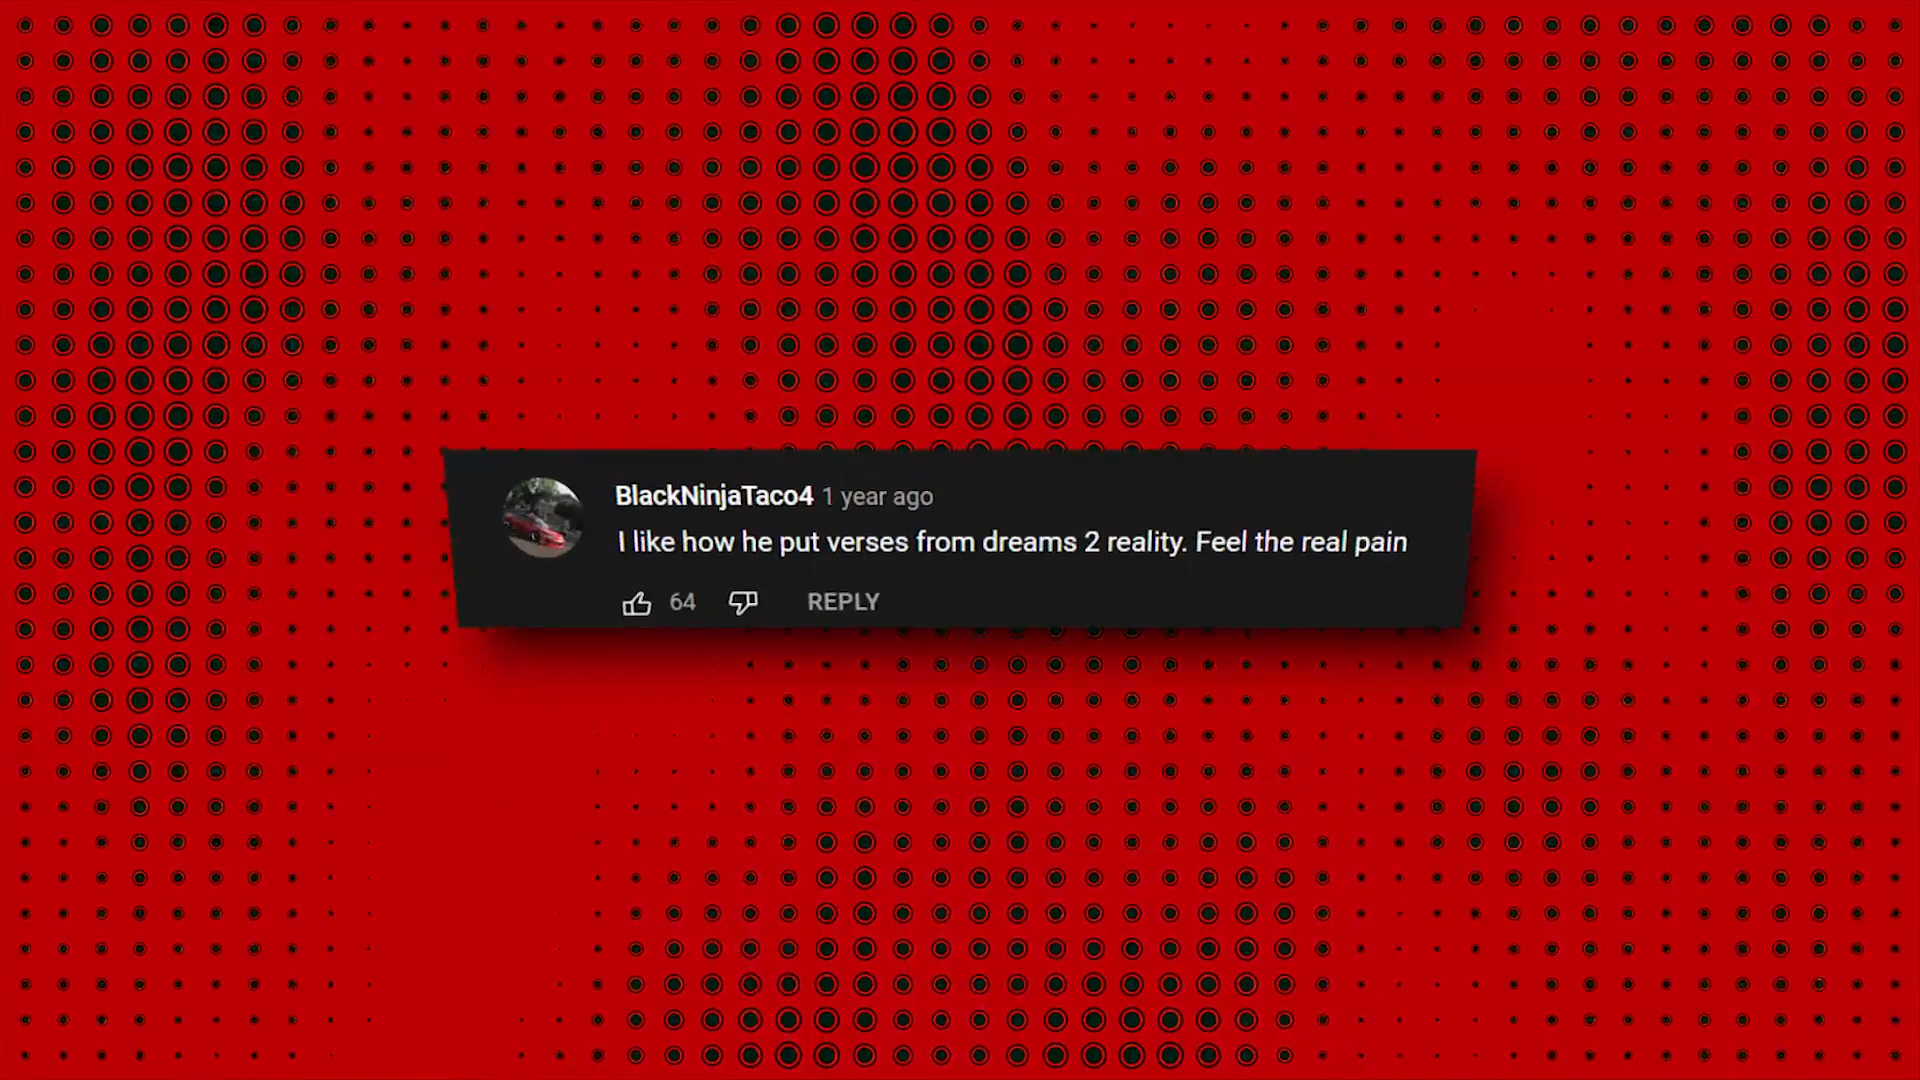 BlackNinjaTaco4 1 year ago
I like how he put verses from dreams 2 reality. Feel the real pain
64 REPLY